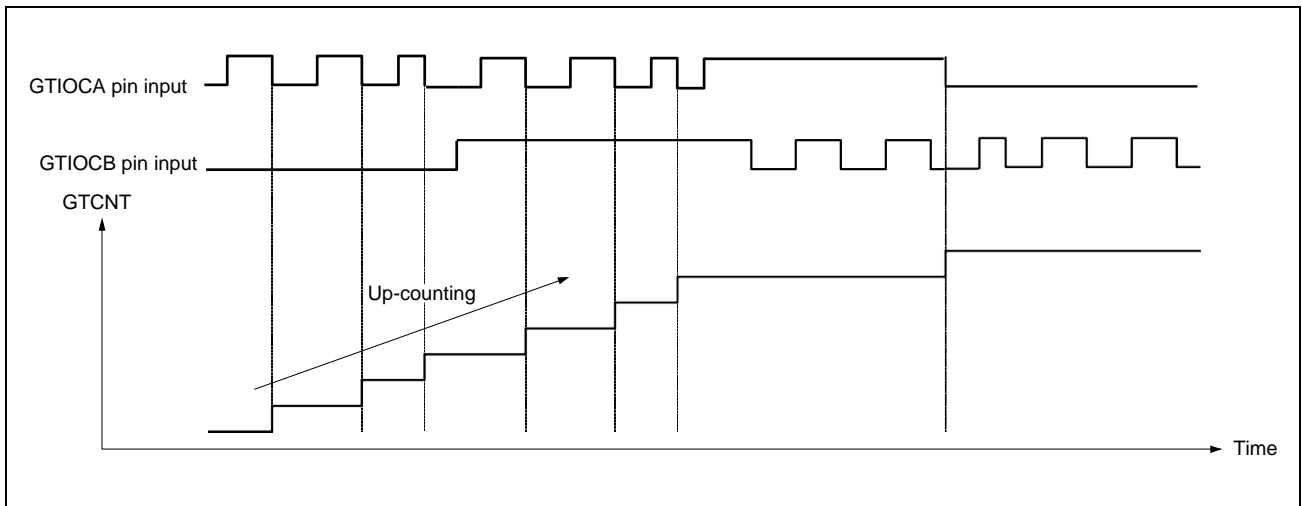 GTIOCA pin input
GTIOCB pin input
GTCNT
Up-counting
Time